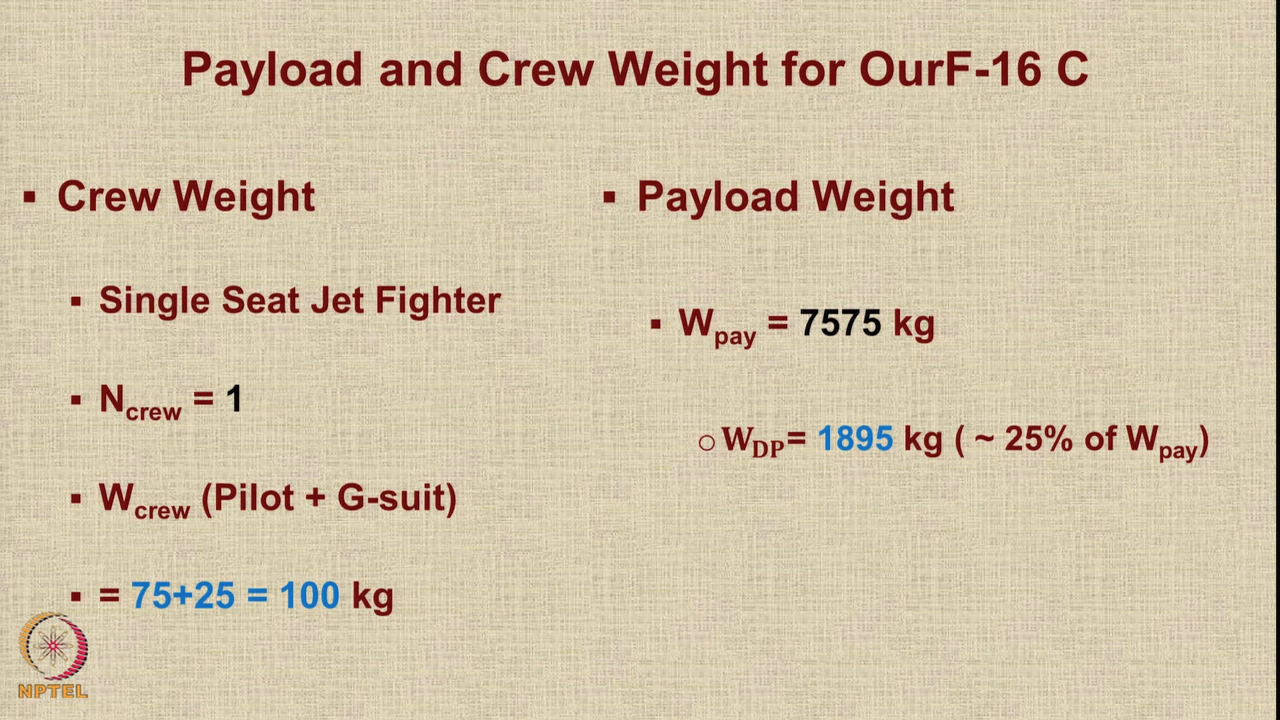 Payload and Crew Weight for OurF-16 C
▪ Crew Weight
▪ Single Seat Jet Fighter
▪ Ncrew = 1
▪ Wcrew (Pilot + G-suit)
▪ = 75+25 = 100 kg
▪ Payload Weight
▪ Wpay = 7575 kg
○ WDP= 1895 kg ( ~ 25% of Wpay)
NPTEL